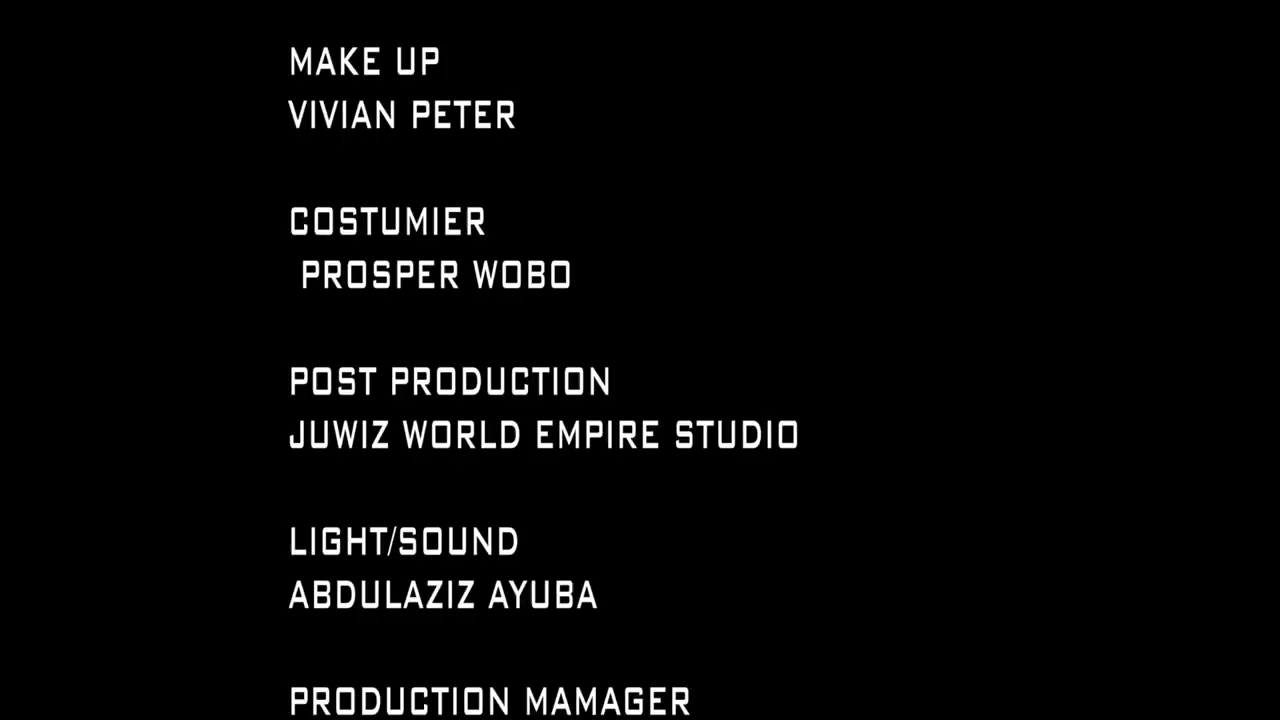 MAKE UP
VIVIAN PETER
COSTUMIER
PROSPER WOBO
POST PRODUCTION
JUWIZ WORLD EMPIRE STUDIO
LIGHT/SOUND
ABDULAZIZ AYUBA
PRODUCTION MAMAGER